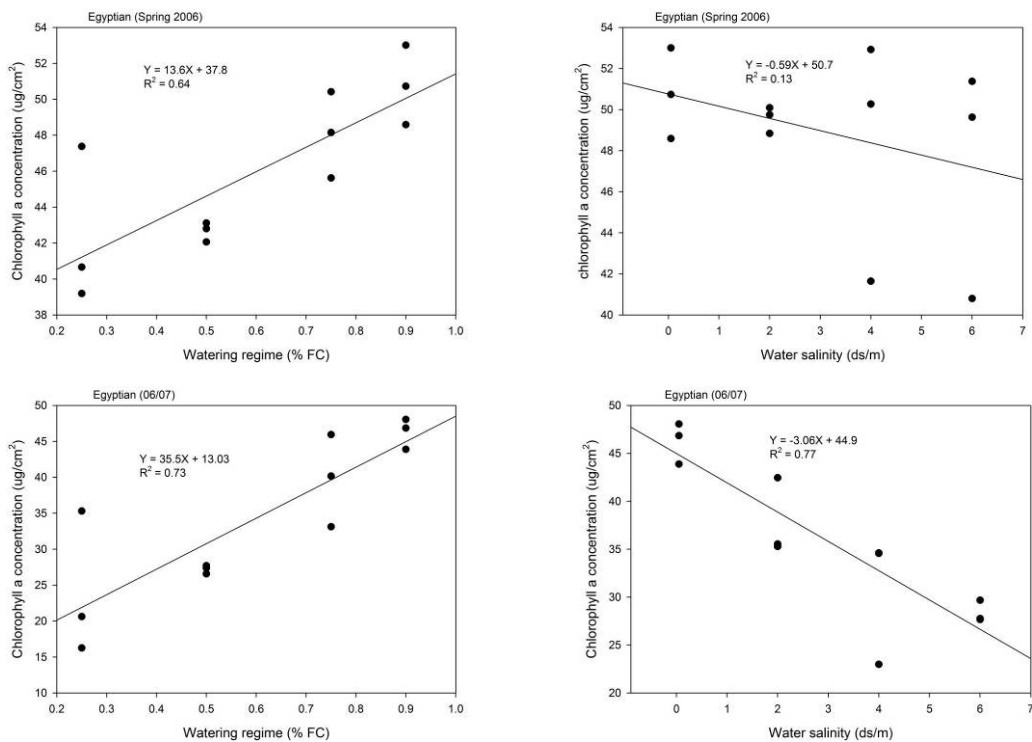 Egyptian (Spring 2006)
54
52
50
48
46
44
42
40
38
Chlorophyll a concentration (ug/cm²)
Y = 13.6X + 37.8
R² = 0.64
0.2 0.3 0.4 0.5 0.6 0.7 0.8 0.9 1.0
Watering regime (% FC)
Egyptian (Spring 2006)
54
52
50
48
46
44
42
40
chlorophyll a concentration (ug/cm²)
Y = -0.59X + 50.7
R² = 0.13
0 1 2 3 4 5 6 7
Water salinity (ds/m)
Egyptian (06/07)
50
45
40
35
30
25
20
15
10
Chlorophyll a concentration (ug/cm²)
Y = 35.5X + 13.03
R² = 0.73
0.2 0.3 0.4 0.5 0.6 0.7 0.8 0.9 1.0
Watering regime (% FC)
Egyptian (06/07)
50
45
40
35
30
25
20
Chlorophyll a concentration (ug/cm²)
Y = -3.06X + 44.9
R² = 0.77
0 1 2 3 4 5 6 7
Water salinity (ds/m)